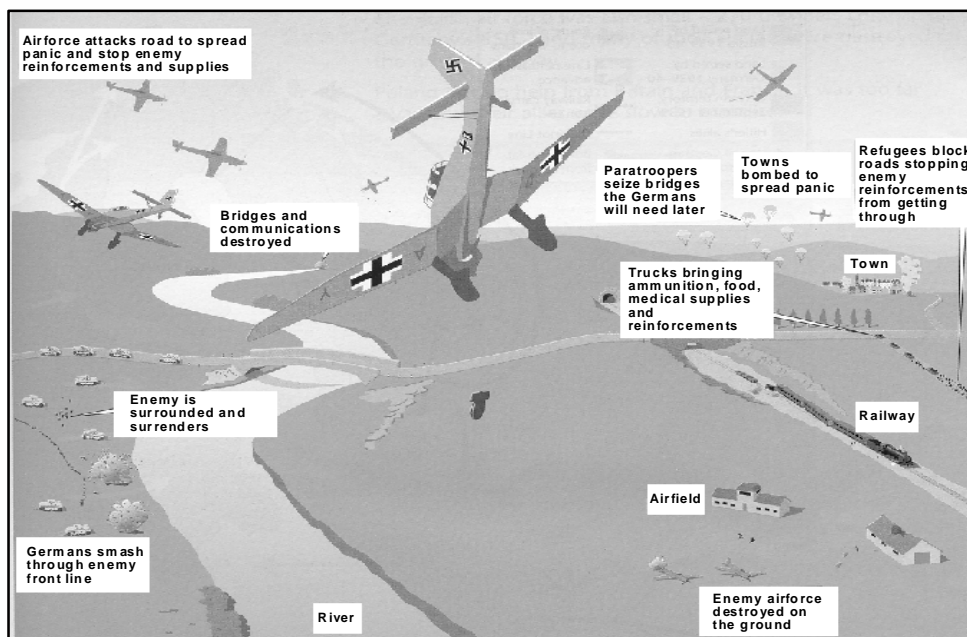 Airforce attacks road to spread
panic and stop enemy
reinforcements and supplies
Bridges and
communications
destroyed
Paratroopers
seize bridges
the Germans
will need later
Towns
bombed to
spread panic
Refugees block
roads stopping
enemy
reinforcements
from getting
through
Trucks bringing
ammunition, food,
medical supplies
and
reinforcements
Town
Enemy is
surrounded and
surrenders
Railway
Airfield
Germans smash
through enemy
front line
River
Enemy airforce
destroyed on
the ground